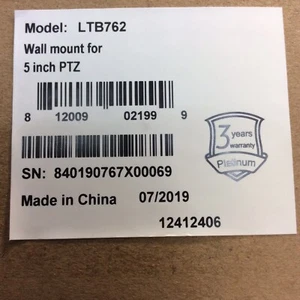 Model: LTB762
Wall mount for
5 inch PTZ
8 12009 02199 9
3 years
warranty
Platinum
SN: 840190767X00069
Made in China 07/2019
12412406